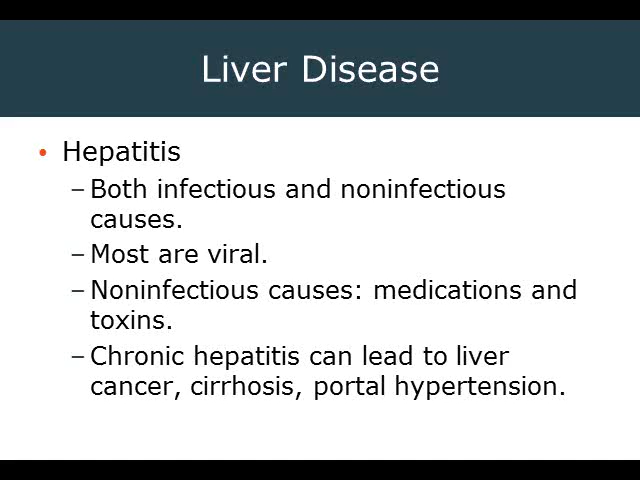 Liver Disease
• Hepatitis
– Both infectious and noninfectious
causes.
– Most are viral.
– Noninfectious causes: medications and
toxins.
– Chronic hepatitis can lead to liver
cancer, cirrhosis, portal hypertension.